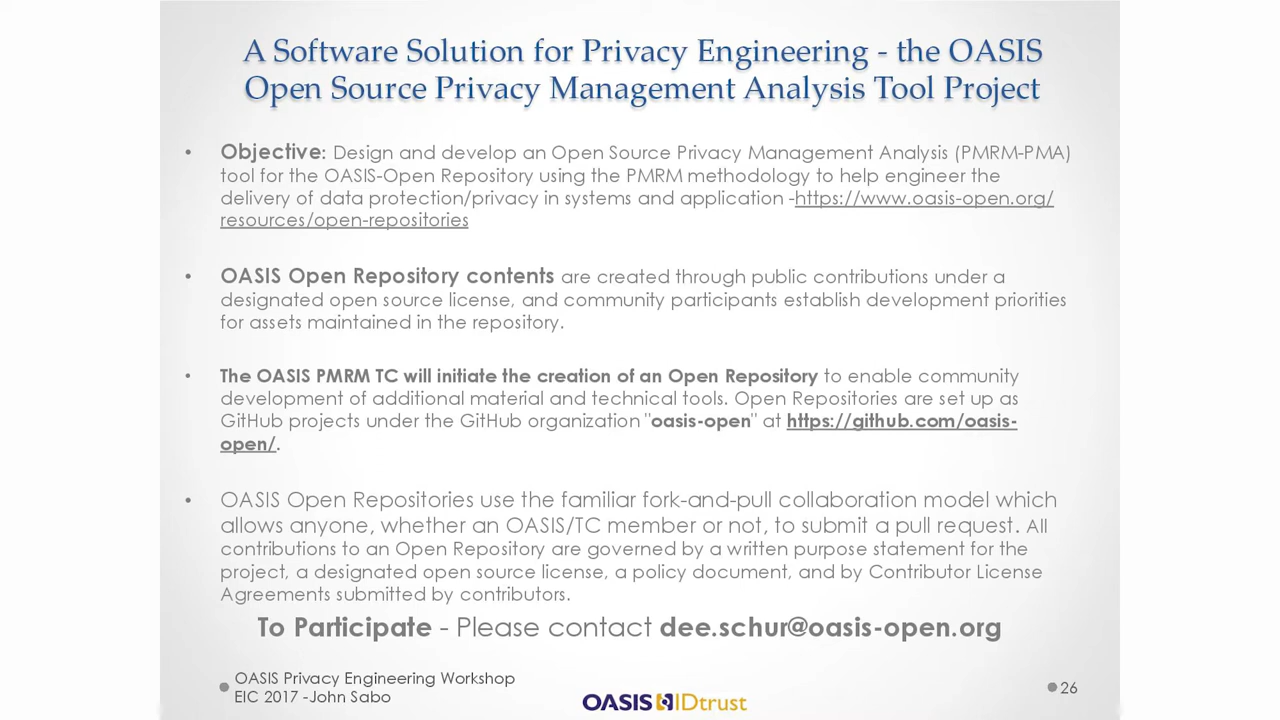 A Software Solution for Privacy Engineering - the OASIS
Open Source Privacy Management Analysis Tool Project
• Objective: Design and develop an Open Source Privacy Management Analysis (PMRM-PMA)
tool for the OASIS-Open Repository using the PMRM methodology to help engineer the
delivery of data protection/privacy in systems and application -https://www.oasis-open.org/
resources/open-repositories
• OASIS Open Repository contents are created through public contributions under a
designated open source license, and community participants establish development priorities
for assets maintained in the repository.
• The OASIS PMRM TC will initiate the creation of an Open Repository to enable community
development of additional material and technical tools. Open Repositories are set up as
GitHub projects under the GitHub organization "oasis-open" at https://github.com/oasis-
open/.
• OASIS Open Repositories use the familiar fork-and-pull collaboration model which
allows anyone, whether an OASIS/TC member or not, to submit a pull request. All
contributions to an Open Repository are governed by a written purpose statement for the
project, a designated open source license, a policy document, and by Contributor License
Agreements submitted by contributors.
To Participate - Please contact dee.schur@oasis-open.org
OASIS Privacy Engineering Workshop
EIC 2017 -John Sabo
OASIS IDtrust
26